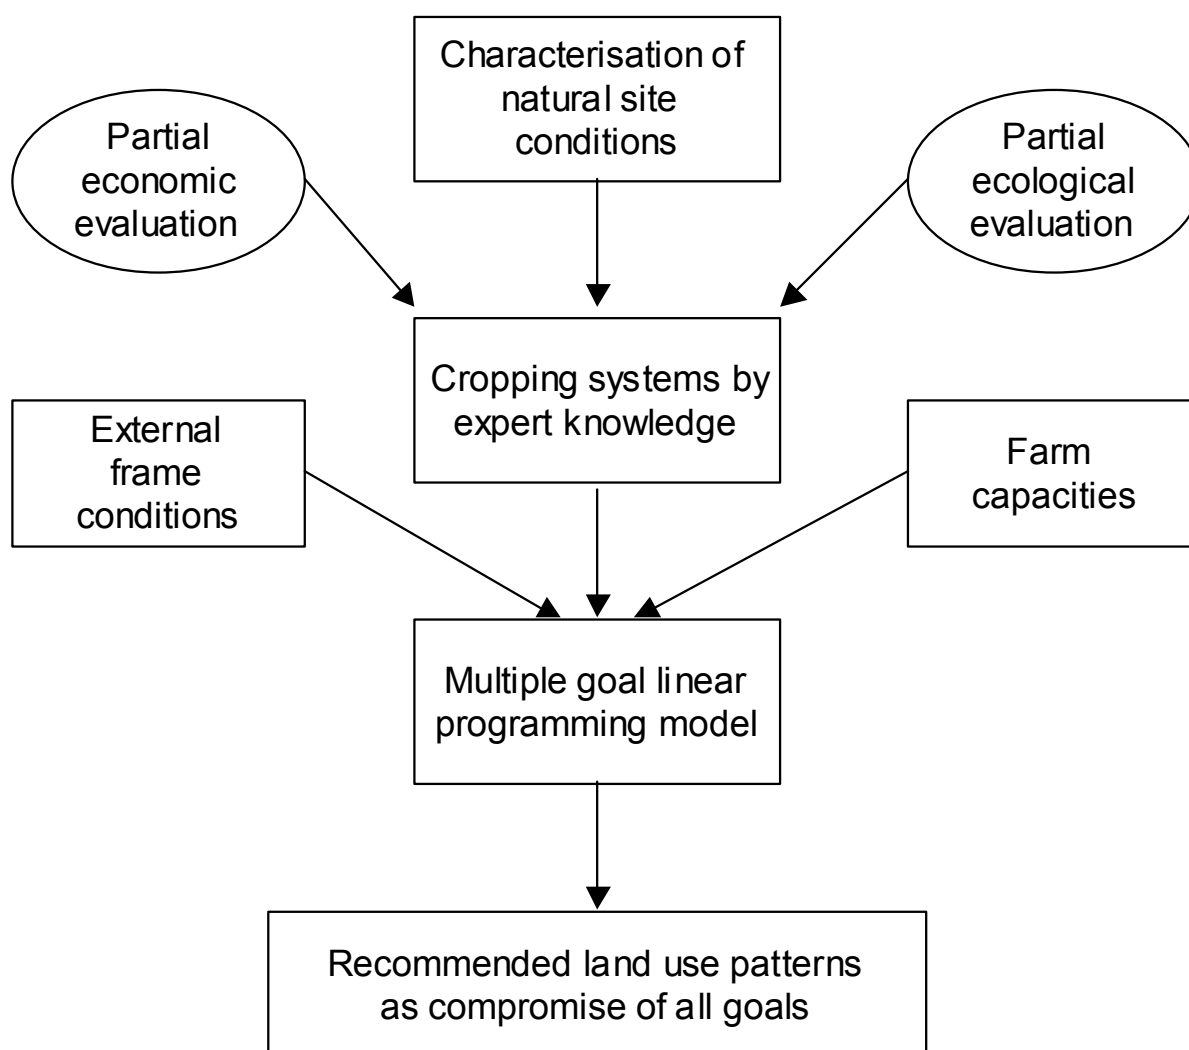 Characterisation of
natural site
conditions
Partial
economic
evaluation
Partial
ecological
evaluation
Cropping systems by
expert knowledge
External
frame
conditions
Farm
capacities
Multiple goal linear
programming model
Recommended land use patterns
as compromise of all goals